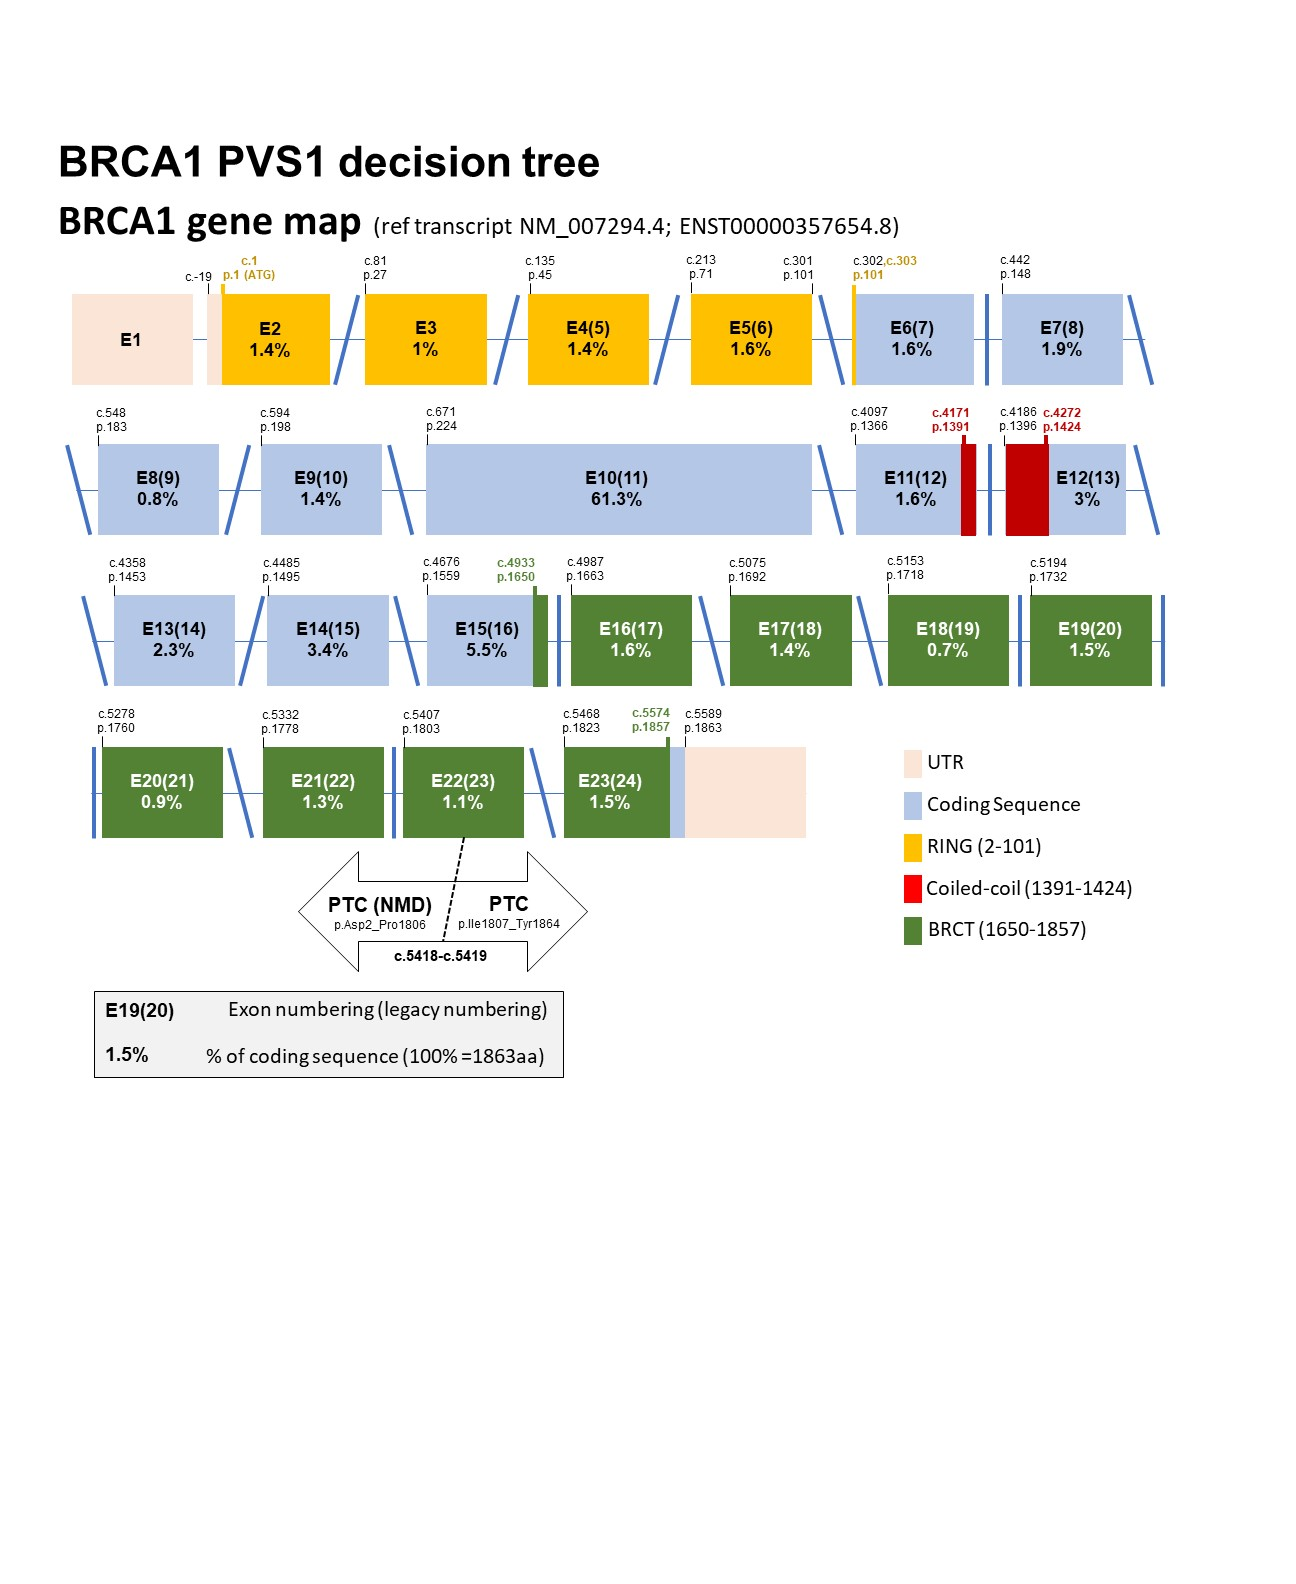 BRCA1 PVS1 decision tree
BRCA1 gene map (ref transcript NM_007294.4; ENST00000357654.8)
c.-19
c.1
p.1 (ATG)
c.81
p.27
c.135
p.45
c.213
p.71
c.301
p.101
c.302,c.303
p.101
c.442
p.148
E1
E2
1.4%
E3
1%
E4(5)
1.4%
E5(6)
1.6%
E6(7)
1.6%
E7(8)
1.9%
c.548
p.183
c.594
p.198
c.671
p.224
c.4097
p.1366
c.4171
p.1391
c.4186
p.1396
c.4272
p.1424
E8(9)
0.8%
E9(10)
1.4%
E10(11)
61.3%
E11(12)
1.6%
E12(13)
3%
c.4358
p.1453
c.4485
p.1495
c.4676
p.1559
c.4933
p.1650
c.4987
p.1663
c.5075
p.1692
c.5153
p.1718
c.5194
p.1732
E13(14)
2.3%
E14(15)
3.4%
E15(16)
5.5%
E16(17)
1.6%
E17(18)
1.4%
E18(19)
0.7%
E19(20)
1.5%
c.5278
p.1760
c.5332
p.1778
c.5407
p.1803
c.5468
p.1823
c.5574
p.1857
c.5589
p.1863
E20(21)
0.9%
E21(22)
1.3%
E22(23)
1.1%
E23(24)
1.5%
UTR
Coding Sequence
RING (2-101)
Coiled-coil (1391-1424)
BRCT (1650-1857)
PTC (NMD)
p.Asp2_Pro1806
PTC
p.Ile1807_Tyr1864
c.5418-c.5419
E19(20) Exon numbering (legacy numbering)
1.5% % of coding sequence (100% =1863aa)